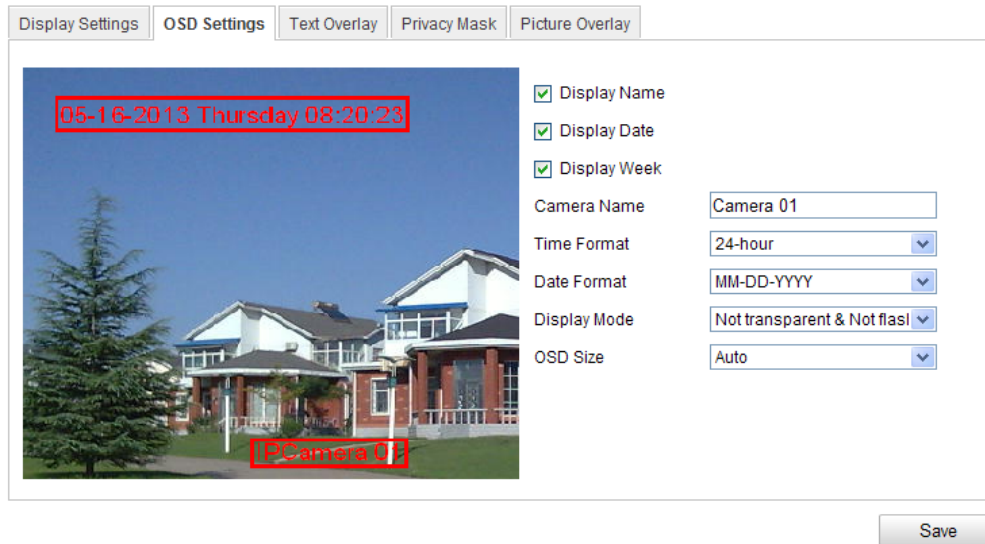 Display Settings
OSD Settings
Text Overlay
Privacy Mask
Picture Overlay
05-16-2013 Thursday 08:20:23
Display Name
Display Date
Display Week
Camera Name
Camera 01
Time Format
24-hour
Date Format
MM-DD-YYYY
Display Mode
Not transparent & Not flasl
OSD Size
Auto
IPCamera 01
Save